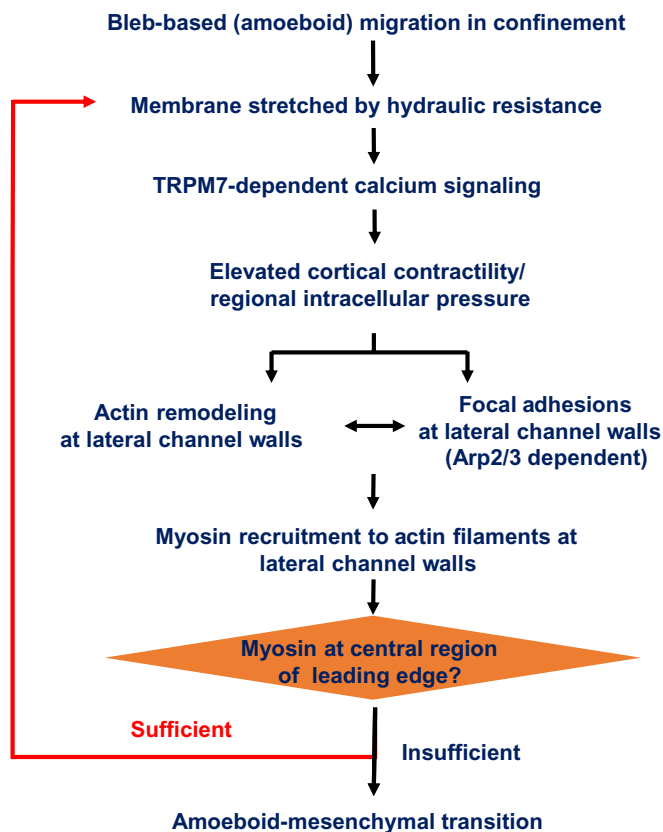 Bleb-based (amoeboid) migration in confinement
Membrane stretched by hydraulic resistance
TRPM7-dependent calcium signaling
Elevated cortical contractility/
regional intracellular pressure
Actin remodeling
at lateral channel walls
Focal adhesions
at lateral channel walls
(Arp2/3 dependent)
Myosin recruitment to actin filaments at
lateral channel walls
Myosin at central region
of leading edge?
Sufficient
Insufficient
Amoeboid-mesenchymal transition